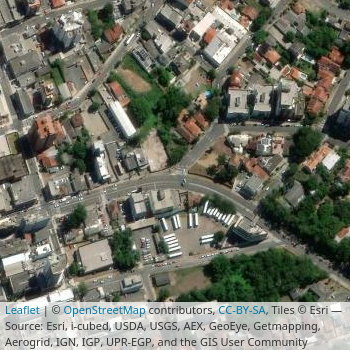 Leaflet | © OpenStreetMap contributors, CC-BY-SA, Tiles © Esri —
Source: Esri, i-cubed, USDA, USGS, AEX, GeoEye, Getmapping,
Aerogrid, IGN, IGP, UPR-EGP, and the GIS User Community